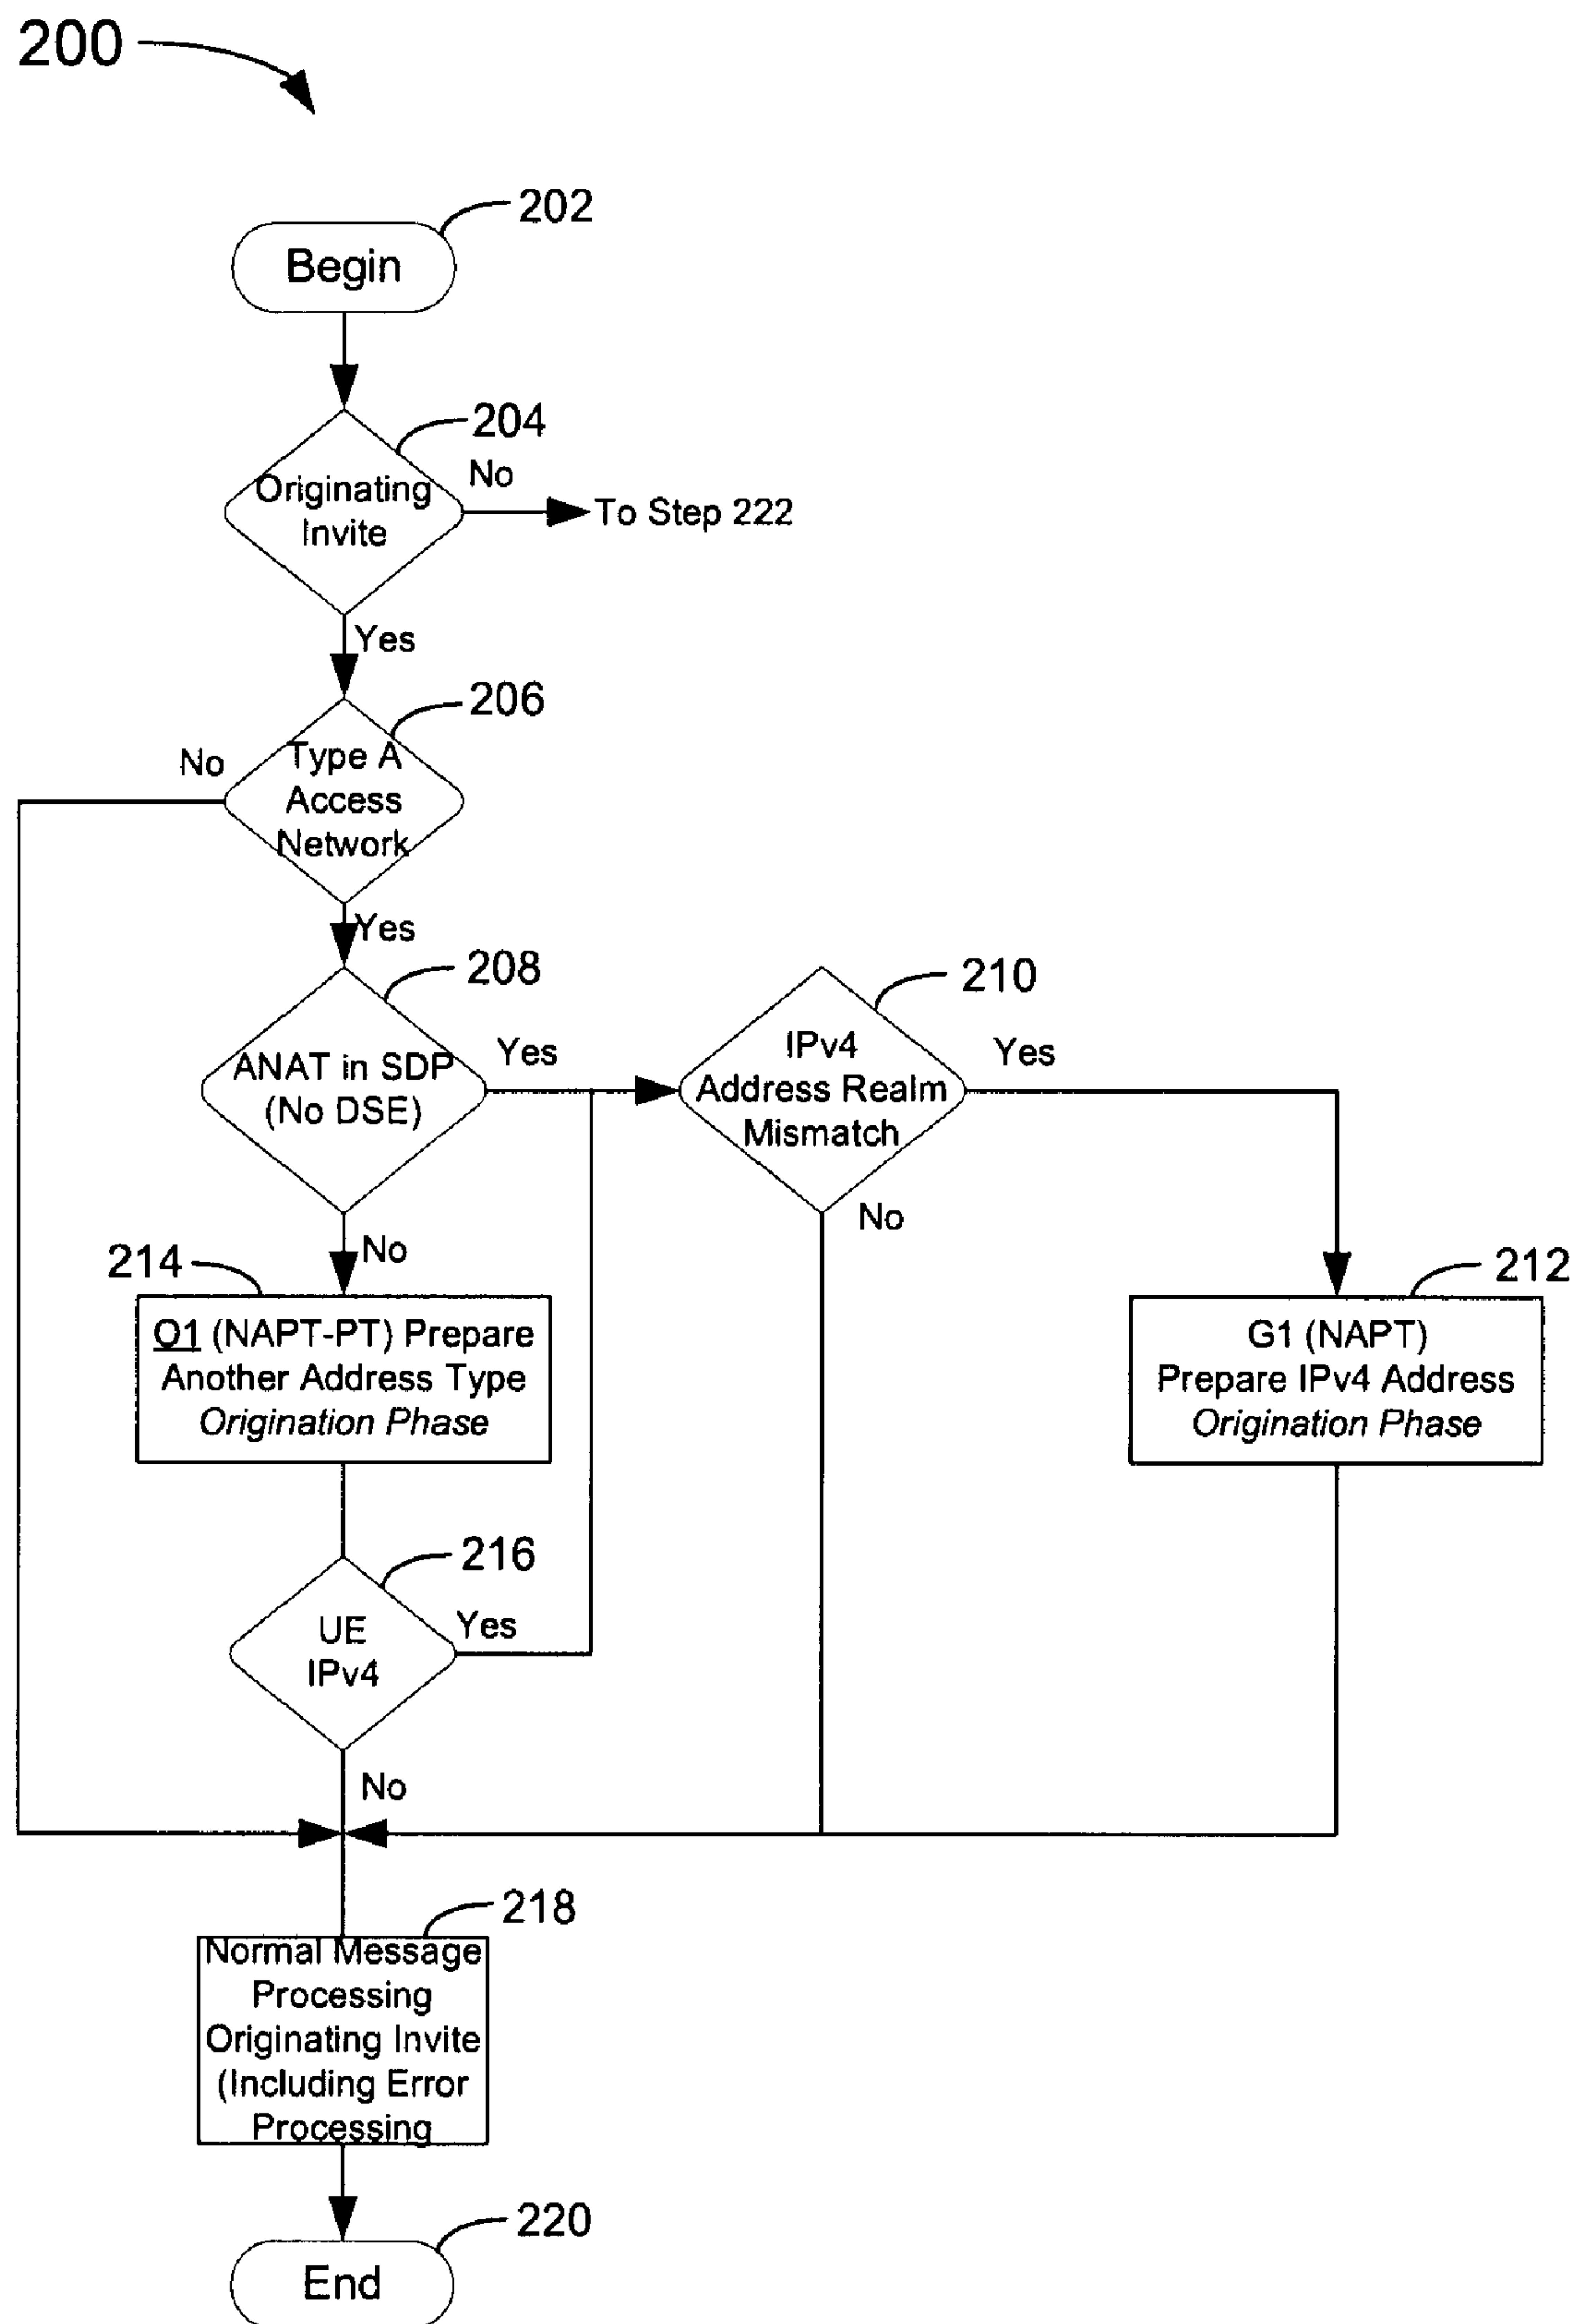 200
202
Begin
204
Originating
Invite
No
To Step 222
Yes
206
No
Type A
Access
Network
Yes
208
ANAT in SDP
(No DSE)
Yes
210
IPv4
Address Realm
Mismatch
Yes
No
No
214
O1 (NAPT-PT) Prepare
Another Address Type
Origination Phase
212
G1 (NAPT)
Prepare IPv4 Address
Origination Phase
216
UE
IPv4
Yes
No
218
Normal Message
Processing
Originating Invite
(Including Error
Processing
220
End